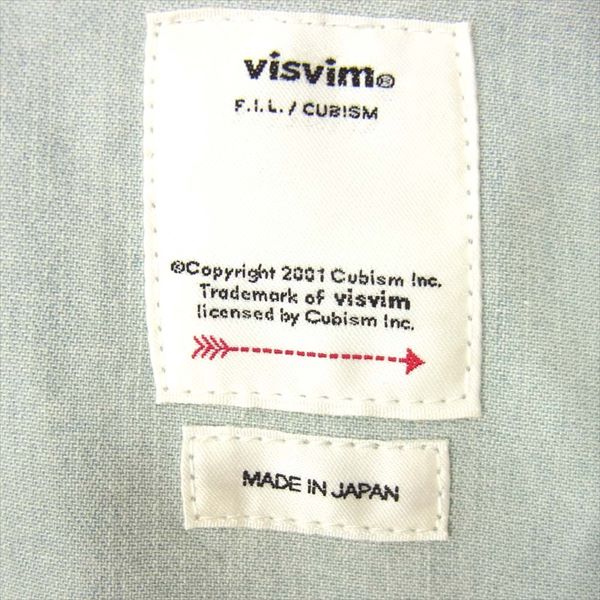 visvim®
F.I.L. / CUBISM
©Copyright 2001 Cubism Inc.
Trademark of visvim
licensed by Cubism Inc.
MADE IN JAPAN